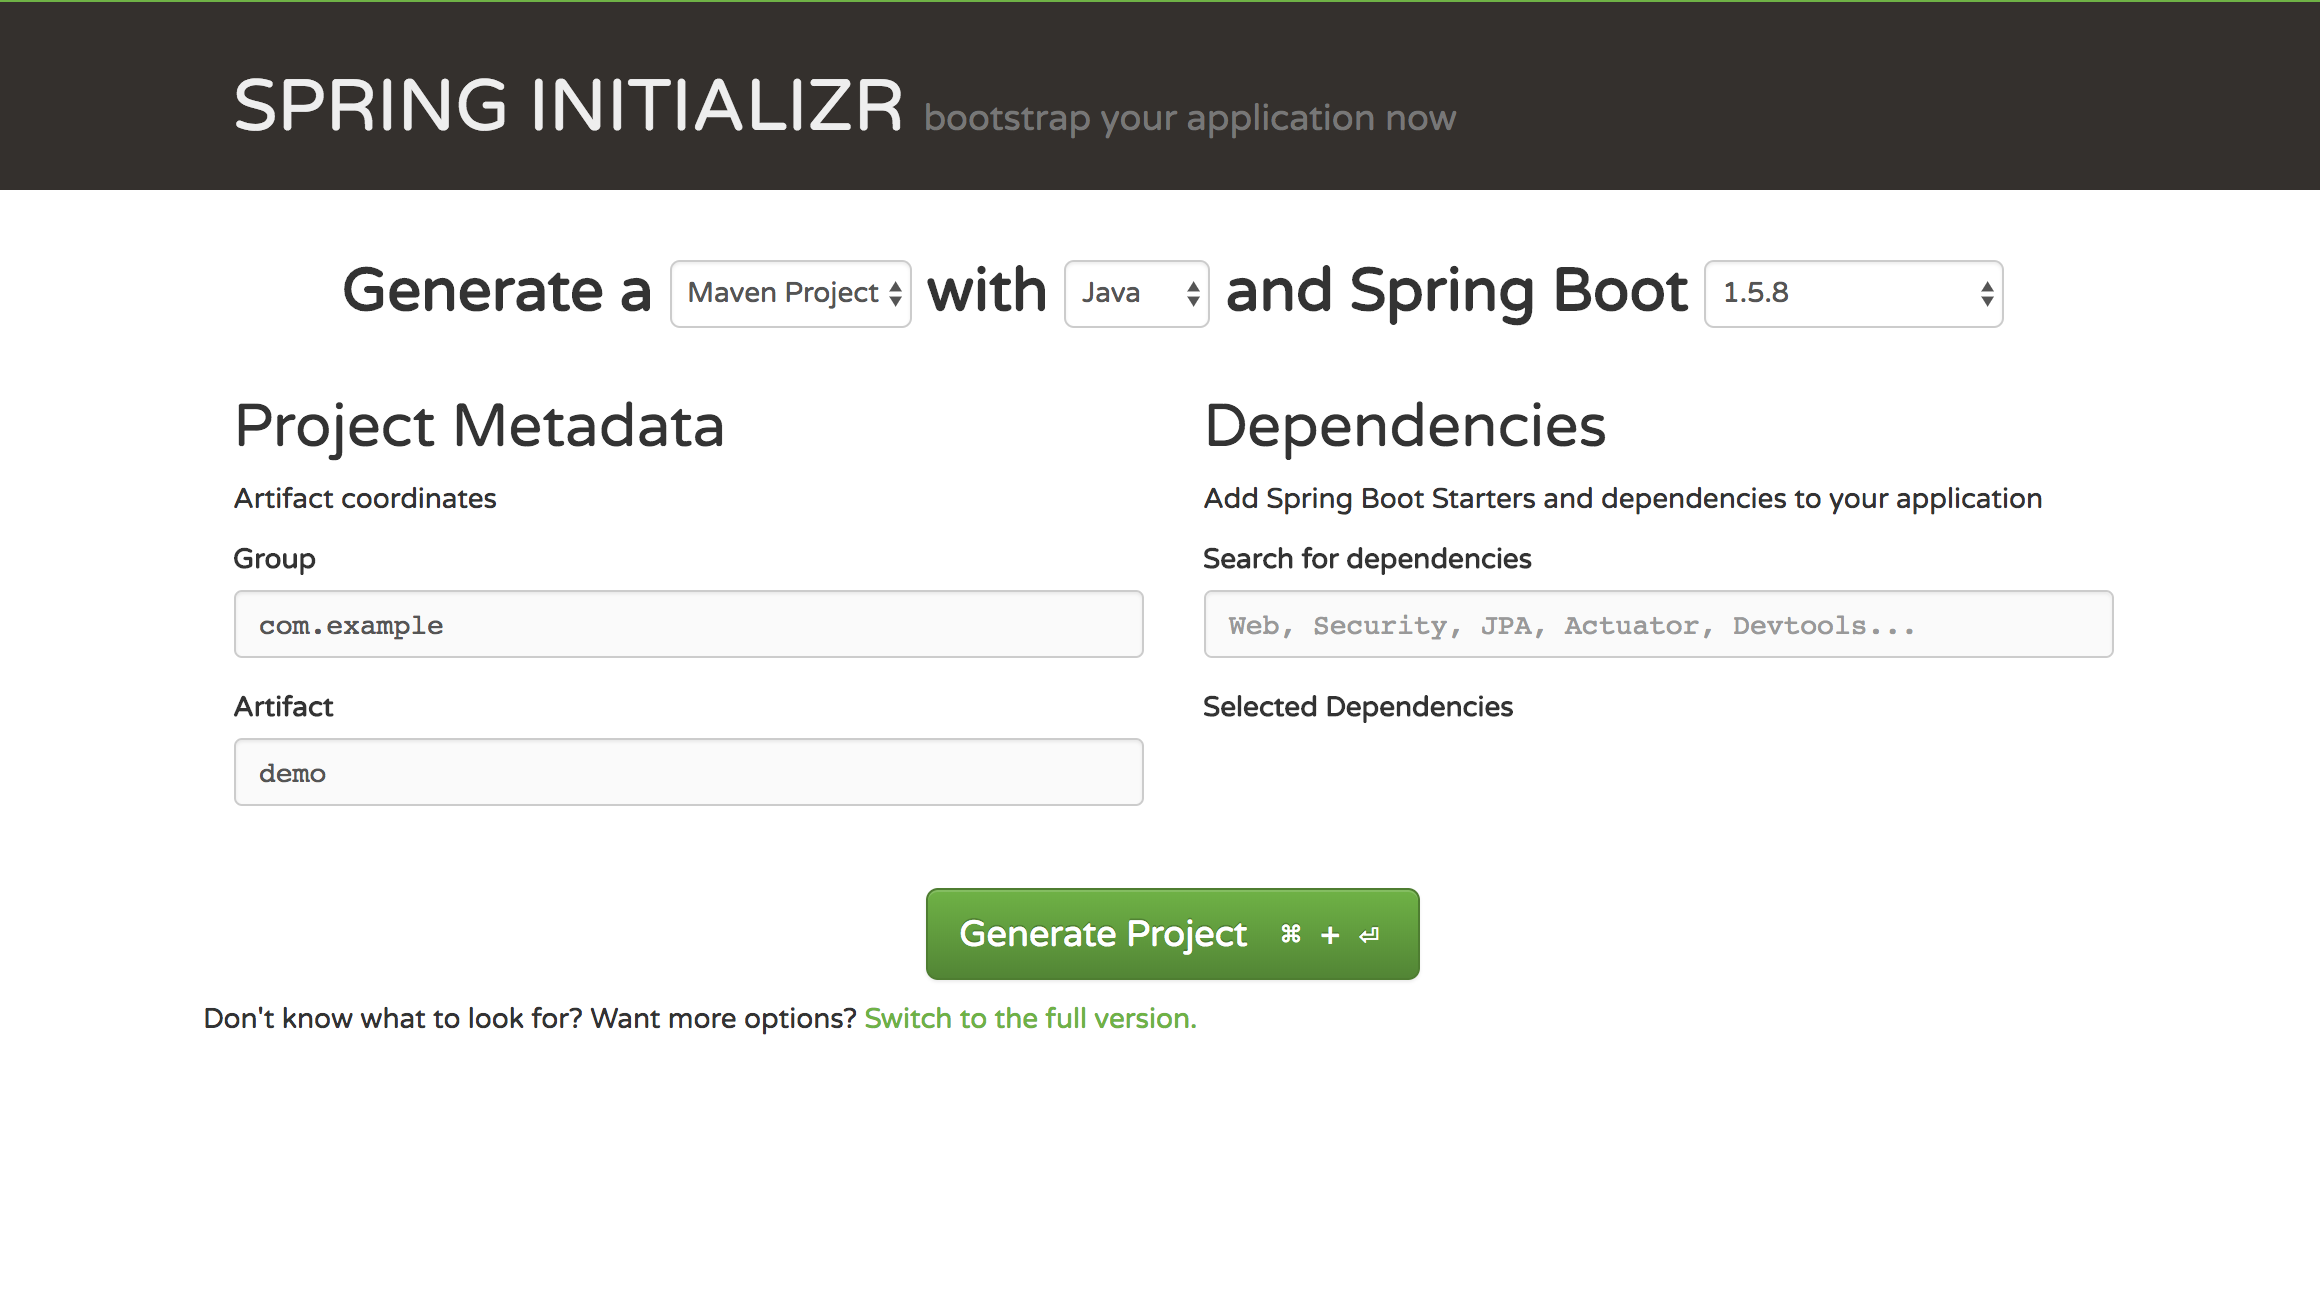 SPRING INITIALIZR bootstrap your application now
Generate a Maven Project with Java and Spring Boot 1.5.8
Project Metadata
Artifact coordinates
Group
com.example
Artifact
demo
Dependencies
Add Spring Boot Starters and dependencies to your application
Search for dependencies
Web, Security, JPA, Actuator, Devtools...
Selected Dependencies
Generate Project ⌘ + ⏎
Don't know what to look for? Want more options? Switch to the full version.